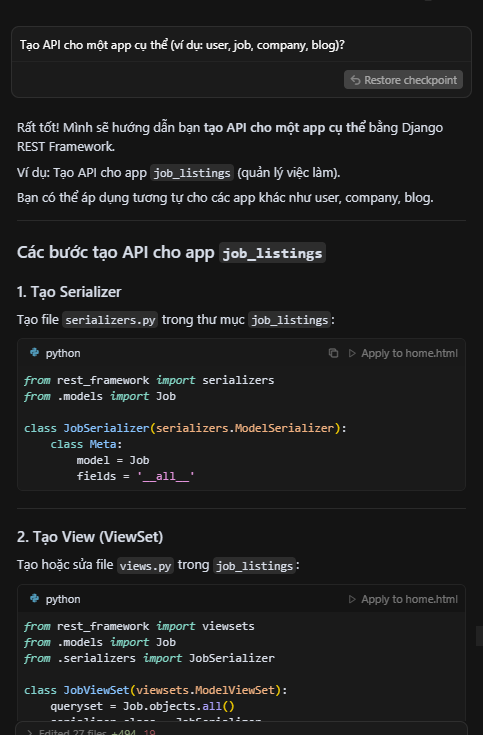 Tạo API cho một app cụ thể (ví dụ: user, job, company, blog)?
Restore checkpoint
Rất tốt! Mình sẽ hướng dẫn bạn tạo API cho một app cụ thể bằng Django
REST Framework.
Ví dụ: Tạo API cho app job_listings (quản lý việc làm).
Bạn có thể áp dụng tương tự cho các app khác như user, company, blog.
Các bước tạo API cho app job_listings
1. Tạo Serializer
Tạo file serializers.py trong thư mục job_listings:
python
Apply to home.html
from rest_framework import serializers
from .models import Job
class JobSerializer(serializers.ModelSerializer):
    class Meta:
        model = Job
        fields = '__all__'
2. Tạo View (ViewSet)
Tạo hoặc sửa file views.py trong job_listings:
python
Apply to home.html
from rest_framework import viewsets
from .models import Job
from .serializers import JobSerializer
class JobViewSet(viewsets.ModelViewSet):
    queryset = Job.objects.all()
    serializer_class = JobSerializer
Edited 27 files +494 -19